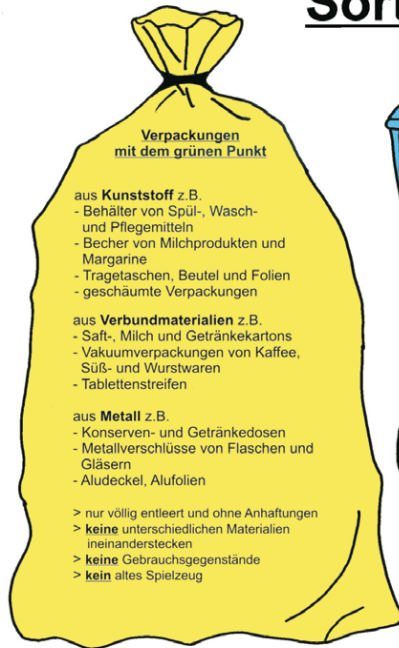 Sort
Verpackungen
mit dem grünen Punkt
aus Kunststoff z.B.
- Behälter von Spül-, Wasch-
und Pflegemitteln
- Becher von Milchprodukten und
Margarine
- Tragetaschen, Beutel und Folien
- geschäumte Verpackungen
aus Verbundmaterialien z.B.
- Saft-, Milch und Getränkekartons
- Vakuumverpackungen von Kaffee,
Süß- und Wurstwaren
- Tablettenstreifen
aus Metall z.B.
- Konserven- und Getränkedosen
- Metallverschlüsse von Flaschen und
Gläsern
- Aludeckel, Alufolien
> nur völlig entleert und ohne Anhaftungen
> keine unterschiedlichen Materialien
ineinanderstecken
> keine Gebrauchsgegenstände
> kein altes Spielzeug